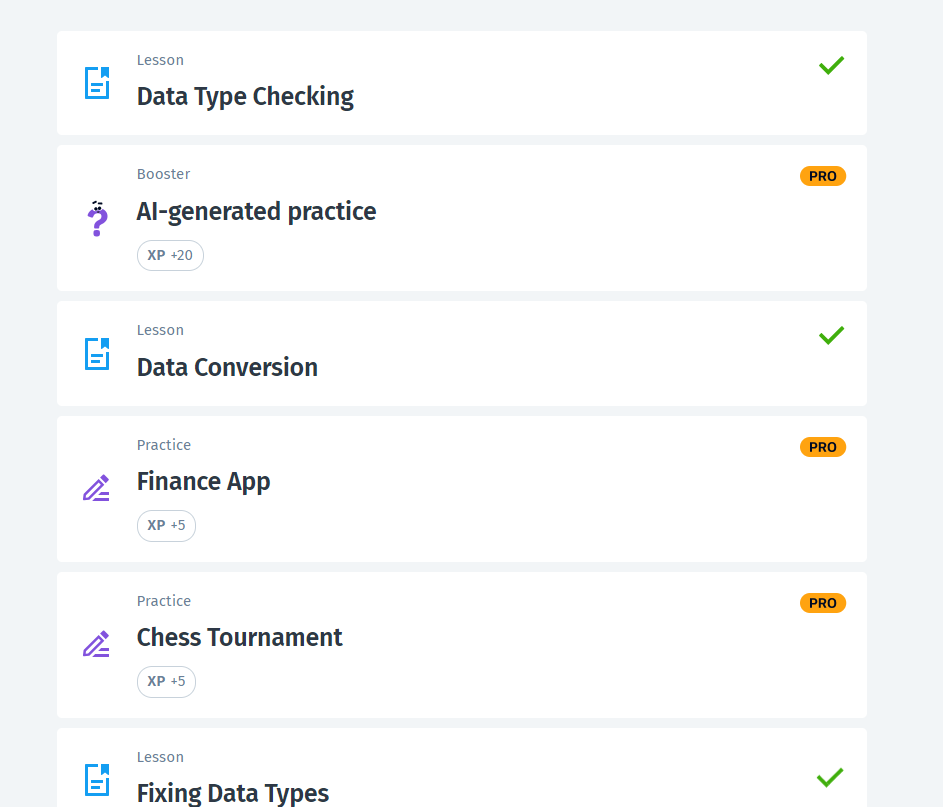 Lesson
Data Type Checking
Booster
PRO
AI-generated practice
XP +20
Lesson
Data Conversion
Practice
PRO
Finance App
XP +5
Practice
PRO
Chess Tournament
XP +5
Lesson
Fixing Data Types